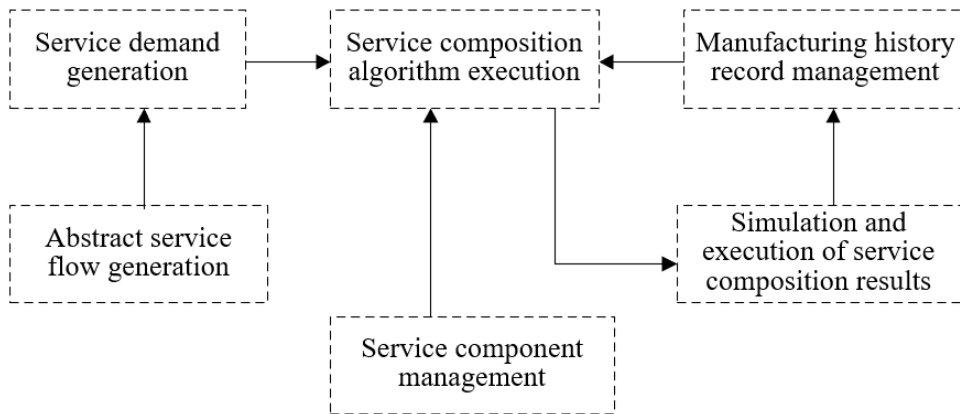 Service demand
generation
Service composition
algorithm execution
Manufacturing history
record management
Abstract service
flow generation
Simulation and
execution of service
composition results
Service component
management